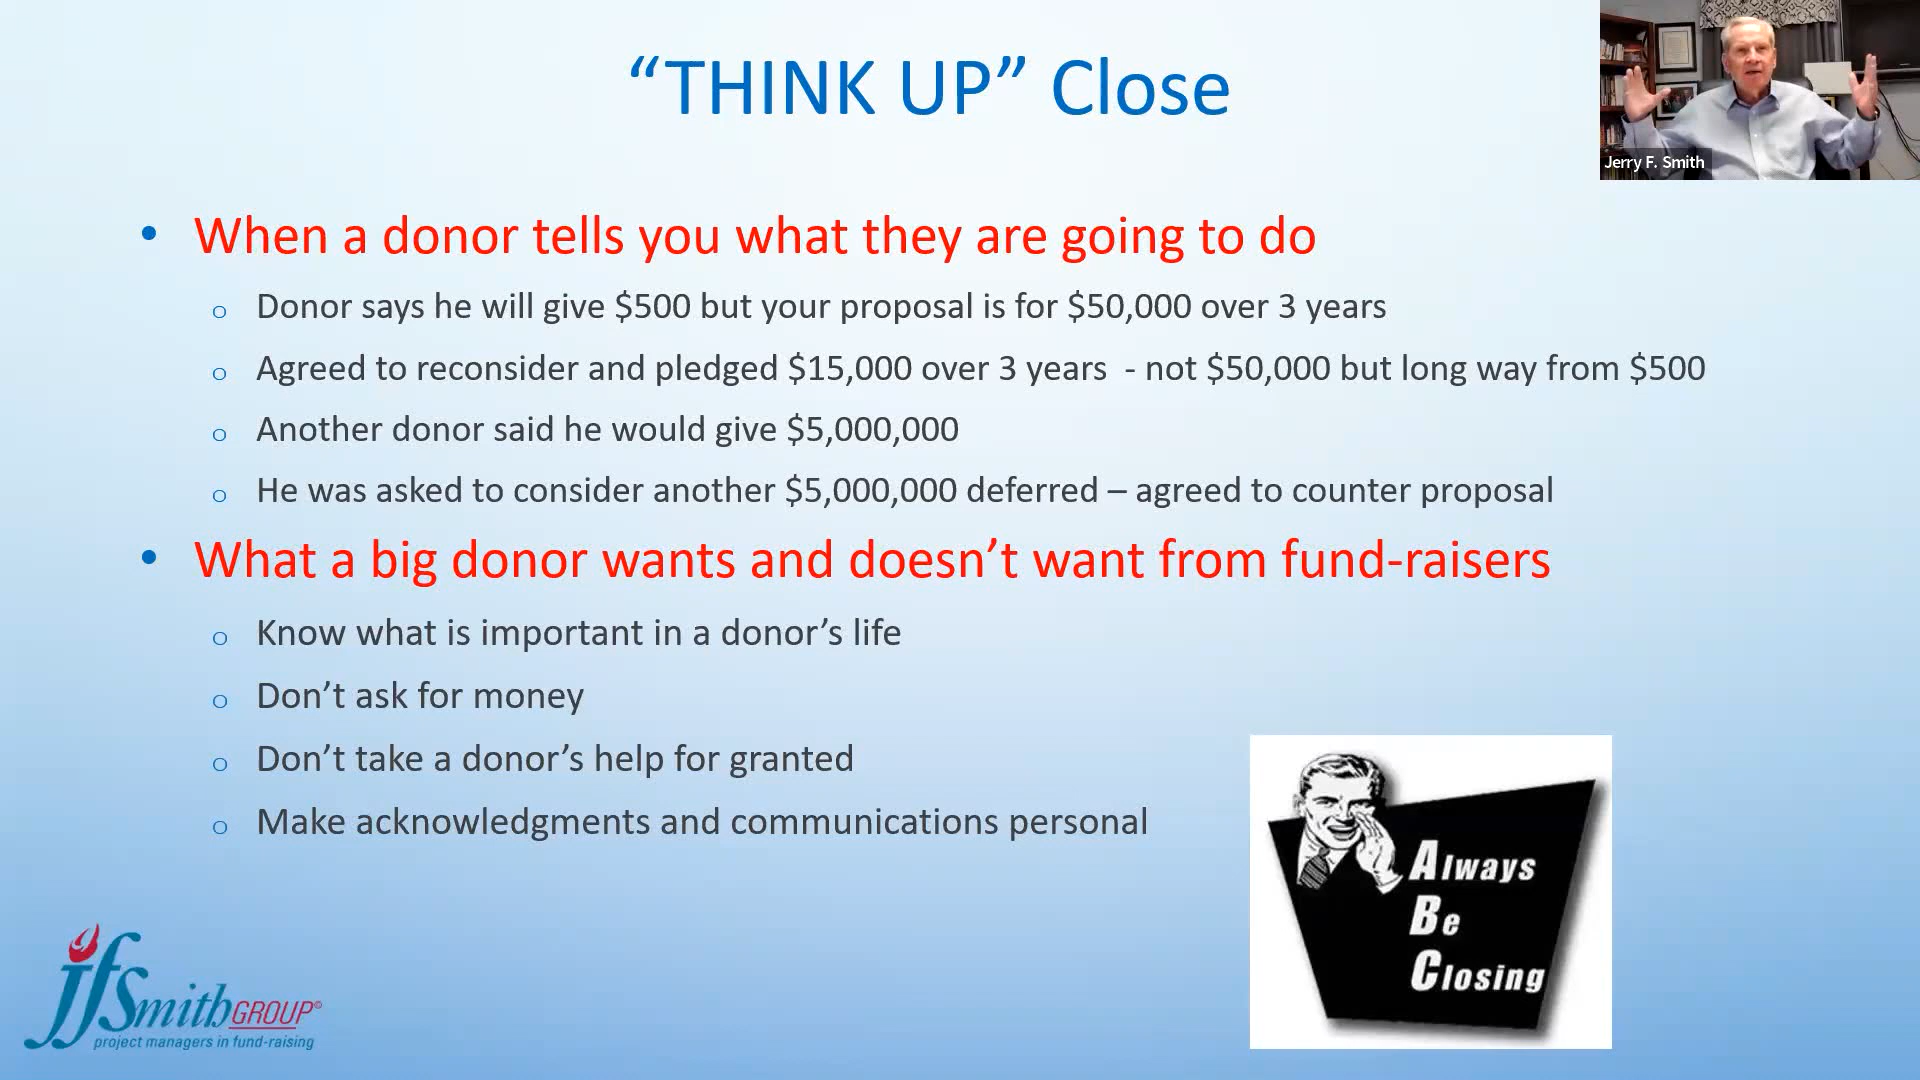 “THINK UP” Close
Jerry F. Smith
• When a donor tells you what they are going to do
o Donor says he will give $500 but your proposal is for $50,000 over 3 years
o Agreed to reconsider and pledged $15,000 over 3 years - not $50,000 but long way from $500
o Another donor said he would give $5,000,000
o He was asked to consider another $5,000,000 deferred – agreed to counter proposal
• What a big donor wants and doesn’t want from fund-raisers
o Know what is important in a donor’s life
o Don’t ask for money
o Don’t take a donor’s help for granted
o Make acknowledgments and communications personal
Always
Be
Closing
jfSmithGROUP©
project managers in fund-raising